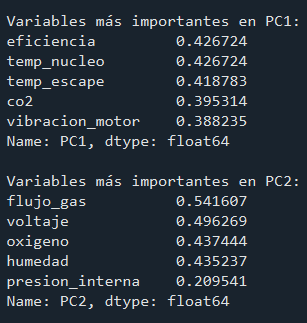 Variables más importantes en PC1:
eficiencia 0.426724
temp_nucleo 0.426724
temp_escape 0.418783
co2 0.395314
vibracion_motor 0.388235
Name: PC1, dtype: float64
Variables más importantes en PC2:
flujo_gas 0.541607
voltaje 0.496269
oxigeno 0.437444
humedad 0.435237
presion_interna 0.209541
Name: PC2, dtype: float64